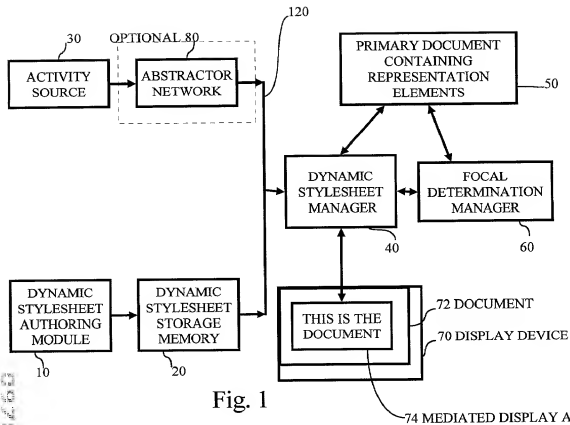 120
30
OPTIONAL 80
PRIMARY DOCUMENT
CONTAINING
REPRESENTATION
ELEMENTS
ACTIVITY
SOURCE
ABSTRACTOR
NETWORK
50
DYNAMIC
STYLESHEET
MANAGER
FOCAL
DETERMINATION
MANAGER
40
60
DYNAMIC
STYLESHEET
AUTHORING
MODULE
DYNAMIC
STYLESHEET
STORAGE
MEMORY
THIS IS THE
DOCUMENT
72 DOCUMENT
70 DISPLAY DEVICE
10
20
Fig. 1
74 MEDIATED DISPLAY A